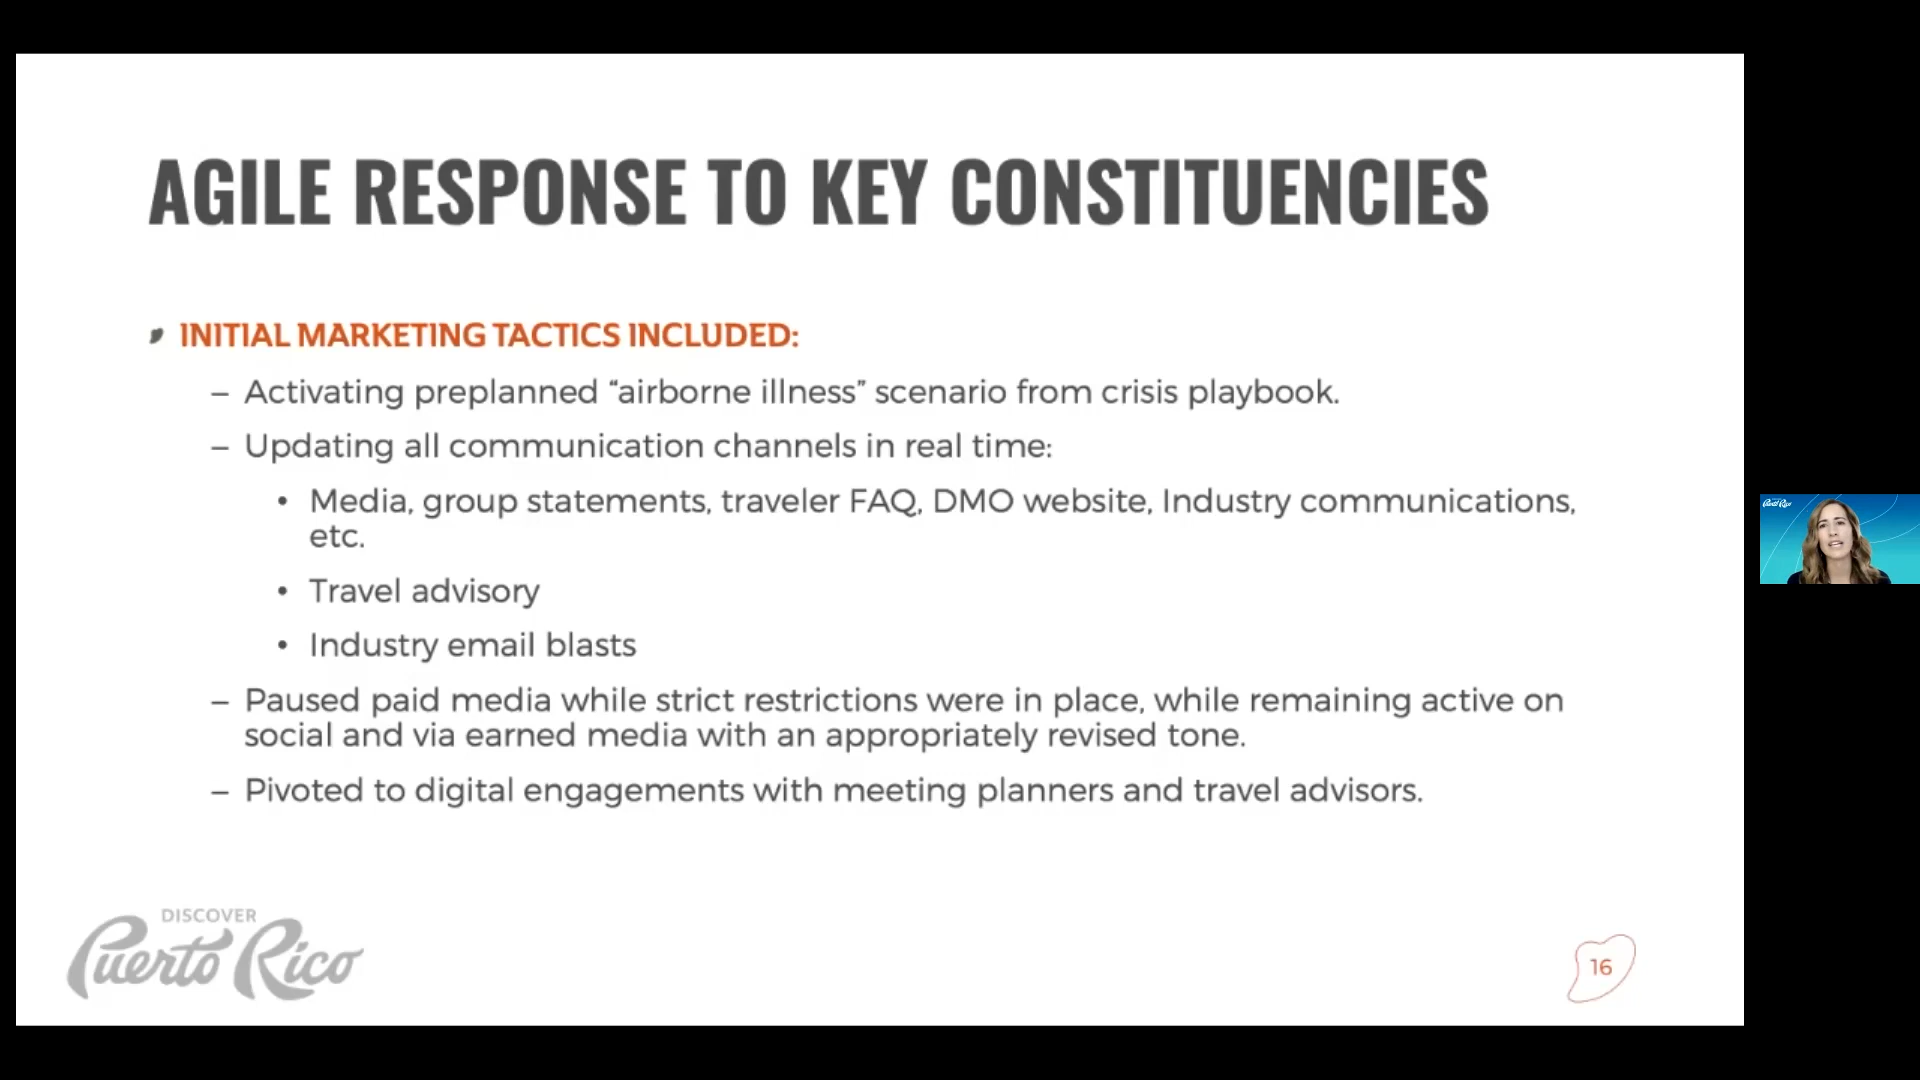 AGILE RESPONSE TO KEY CONSTITUENCIES
INITIAL MARKETING TACTICS INCLUDED:
– Activating preplanned “airborne illness” scenario from crisis playbook.
– Updating all communication channels in real time:
• Media, group statements, traveler FAQ, DMO website, Industry communications,
etc.
• Travel advisory
• Industry email blasts
– Paused paid media while strict restrictions were in place, while remaining active on
social and via earned media with an appropriately revised tone.
– Pivoted to digital engagements with meeting planners and travel advisors.
DISCOVER
Puerto Rico
16
Puerto Rico